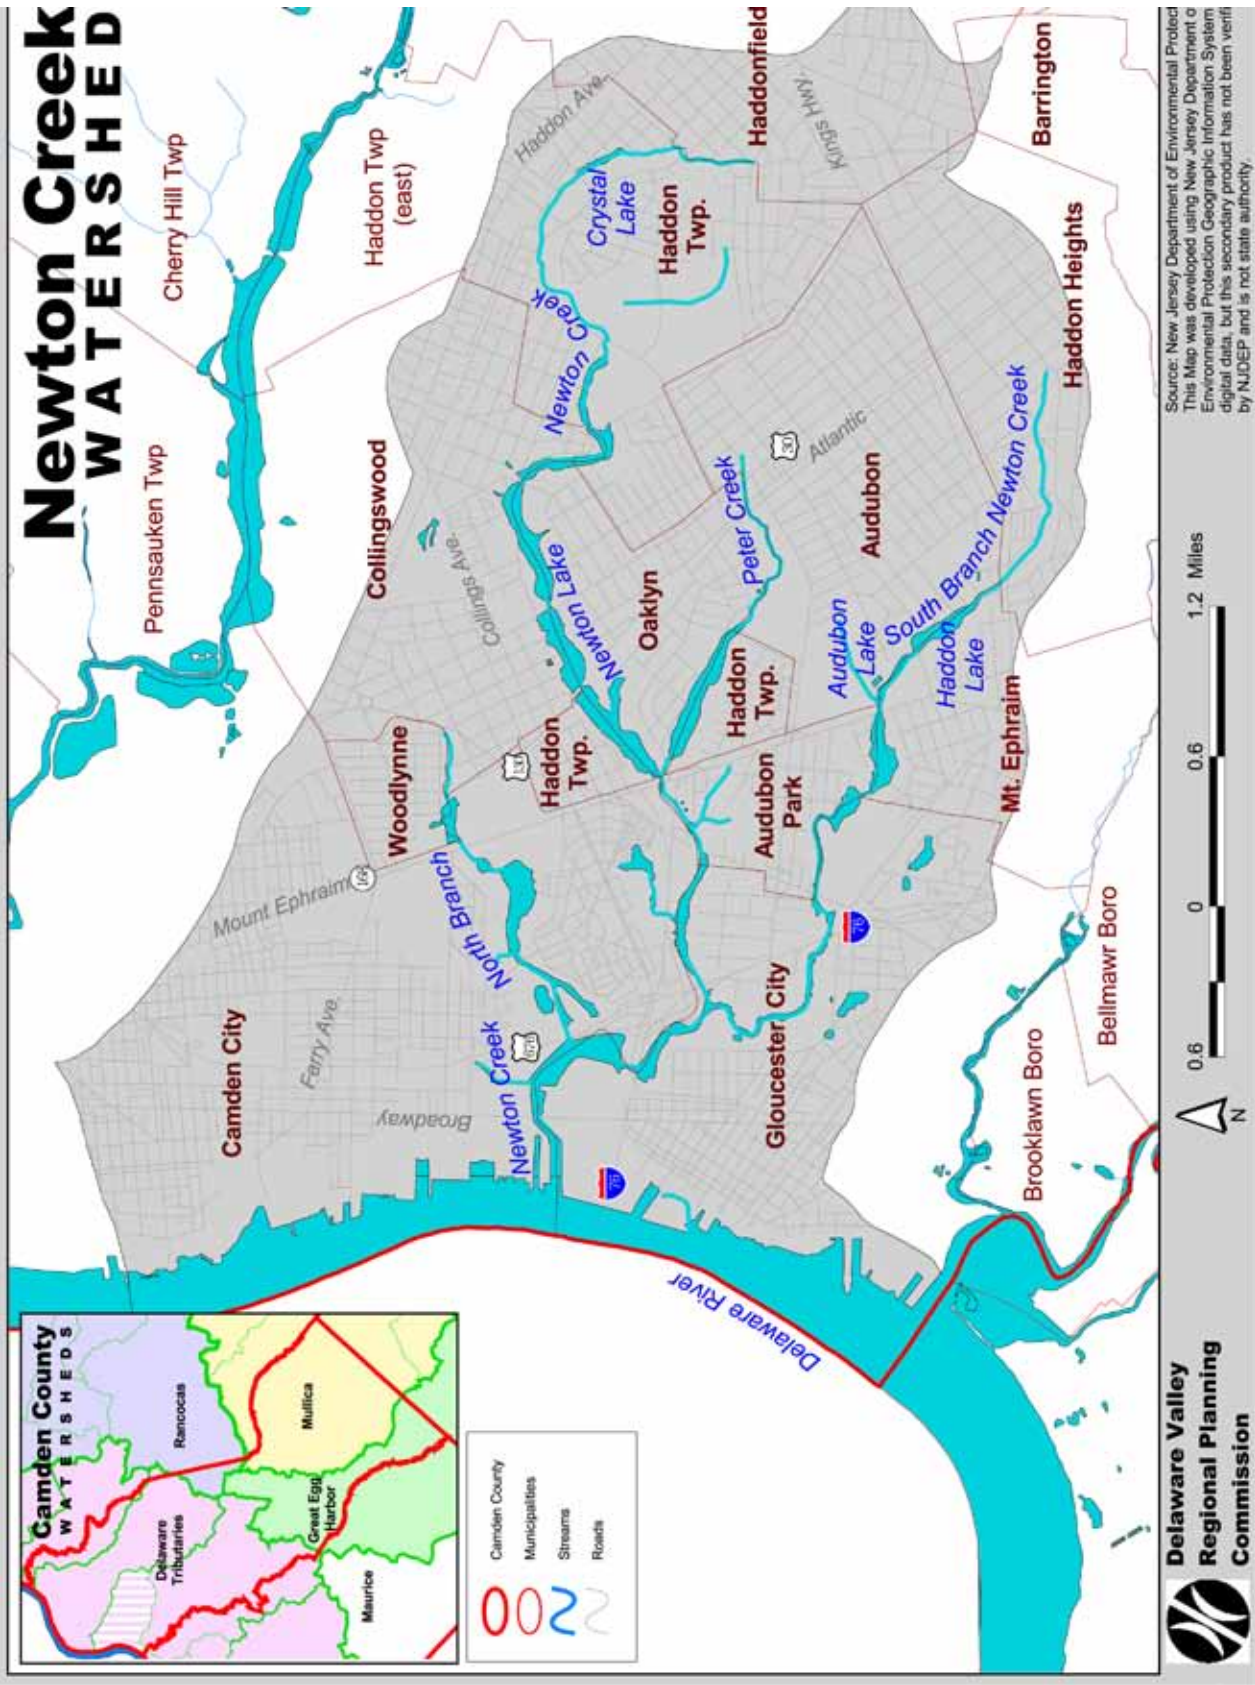 Newton Creek
WATERSHED
Camden County
WATERSHEDS
Rancocas
Delaware
Tributaries
Mullica
Great Egg
Harbor
Maurice
Camden County
Municipalities
Streams
Roads
Pennsauken Twp
Cherry Hill Twp
Haddon Twp
(east)
Camden City
Ferry Ave.
Broadway
Mount Ephraim
168
Woodlynne
Collingswood
Collings Ave.
Haddon Ave.
North Branch
Newton Creek
676
130
Haddon
Twp.
Newton Lake
Newton Creek
Crystal
Lake
Haddon
Twp.
Haddonfield
Kings Hwy.
Barrington
Oaklyn
Peter Creek
30
Atlantic
Haddon
Twp.
Audubon
Park
Audubon
Audubon
Lake
South Branch Newton Creek
Haddon
Lake
Haddon Heights
Mt. Ephraim
76
76
Gloucester City
Delaware River
Brooklawn Boro
Bellmawr Boro
Delaware Valley
Regional Planning
Commission
N
0.6 0 0.6 1.2 Miles
Source: New Jersey Department of Environmental Protect
This Map was developed using New Jersey Department o
Environmental Protection Geographic Information System
digital data, but this secondary product has not been verifi
by NJDEP and is not state authority